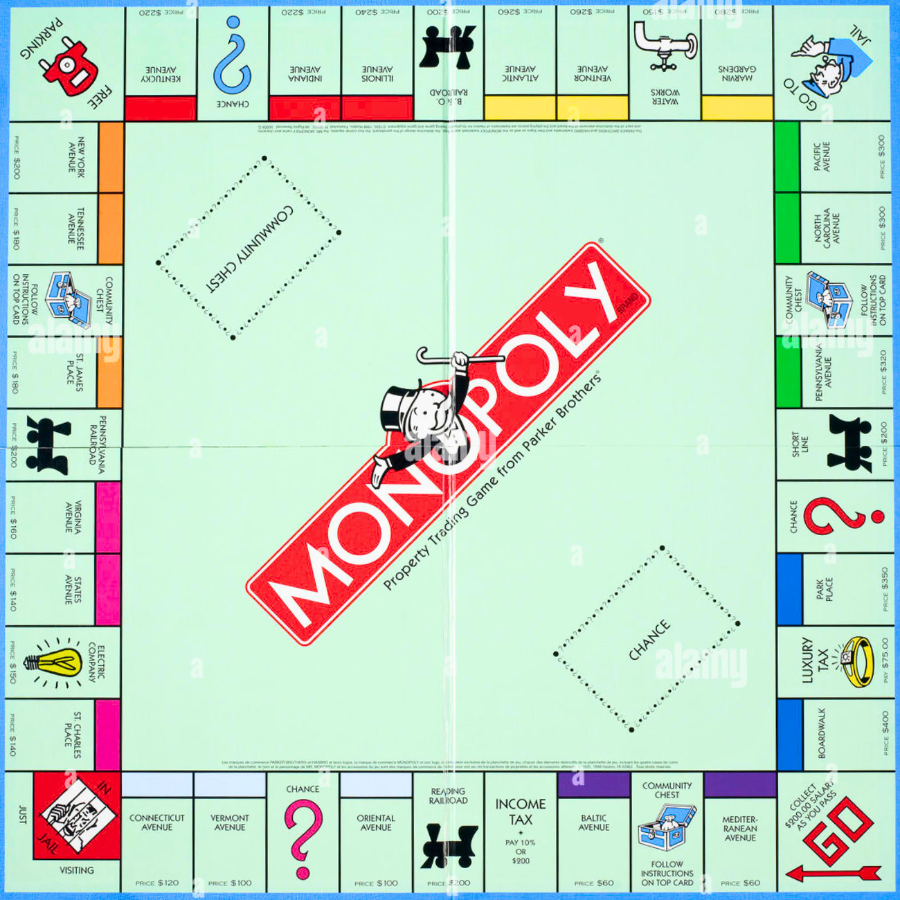 FREE
PARKING
KENTUCKY
AVENUE
PRICE $220
CHANCE
INDIANA
AVENUE
PRICE $220
ILLINOIS
AVENUE
PRICE $240
B. & O.
RAILROAD
PRICE $200
ATLANTIC
AVENUE
PRICE $260
VENTNOR
AVENUE
PRICE $260
WATER
WORKS
PRICE $150
MARVIN
GARDENS
PRICE $280
GO TO
JAIL
NEW YORK
AVENUE
PRICE $200
TENNESSEE
AVENUE
PRICE $180
COMMUNITY
CHEST
FOLLOW
INSTRUCTIONS
ON TOP CARD
ST. JAMES
PLACE
PRICE $180
PENNSYLVANIA
RAILROAD
PRICE $200
VIRGINIA
AVENUE
PRICE $160
STATES
AVENUE
PRICE $140
ELECTRIC
COMPANY
PRICE $150
ST. CHARLES
PLACE
PRICE $140
COMMUNITY CHEST
MONOPOLY
BRAND
Property Trading Game from Parker Brothers®
CHANCE
PACIFIC
AVENUE
PRICE $300
NORTH
CAROLINA
AVENUE
PRICE $300
COMMUNITY
CHEST
FOLLOW
INSTRUCTIONS
ON TOP CARD
PENNSYLVANIA
AVENUE
PRICE $320
SHORT
LINE
PRICE $200
CHANCE
PARK
PLACE
PRICE $350
LUXURY
TAX
PAY $75.00
BOARDWALK
PRICE $400
IN
JAIL
JUST
VISITING
CONNECTICUT
AVENUE
PRICE $120
VERMONT
AVENUE
PRICE $100
CHANCE
ORIENTAL
AVENUE
PRICE $100
READING
RAILROAD
PRICE $200
INCOME
TAX
PAY 10%
OR
$200
BALTIC
AVENUE
PRICE $60
COMMUNITY
CHEST
FOLLOW
INSTRUCTIONS
ON TOP CARD
MEDITER-
RANEAN
AVENUE
PRICE $60
COLLECT
$200.00 SALARY
AS YOU PASS
GO
alamy